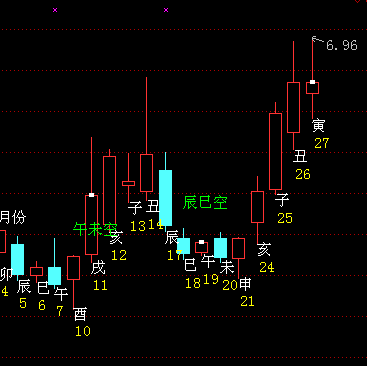 6.96
寅
27
丑
26
子
25
亥
24
申
21
未
20
午
19
巳
18
辰
17
辰巳空
丑
14
子
13
亥
12
戌
11
午未空
酉
10
午
7
巳
6
辰
5
卯
4
月份